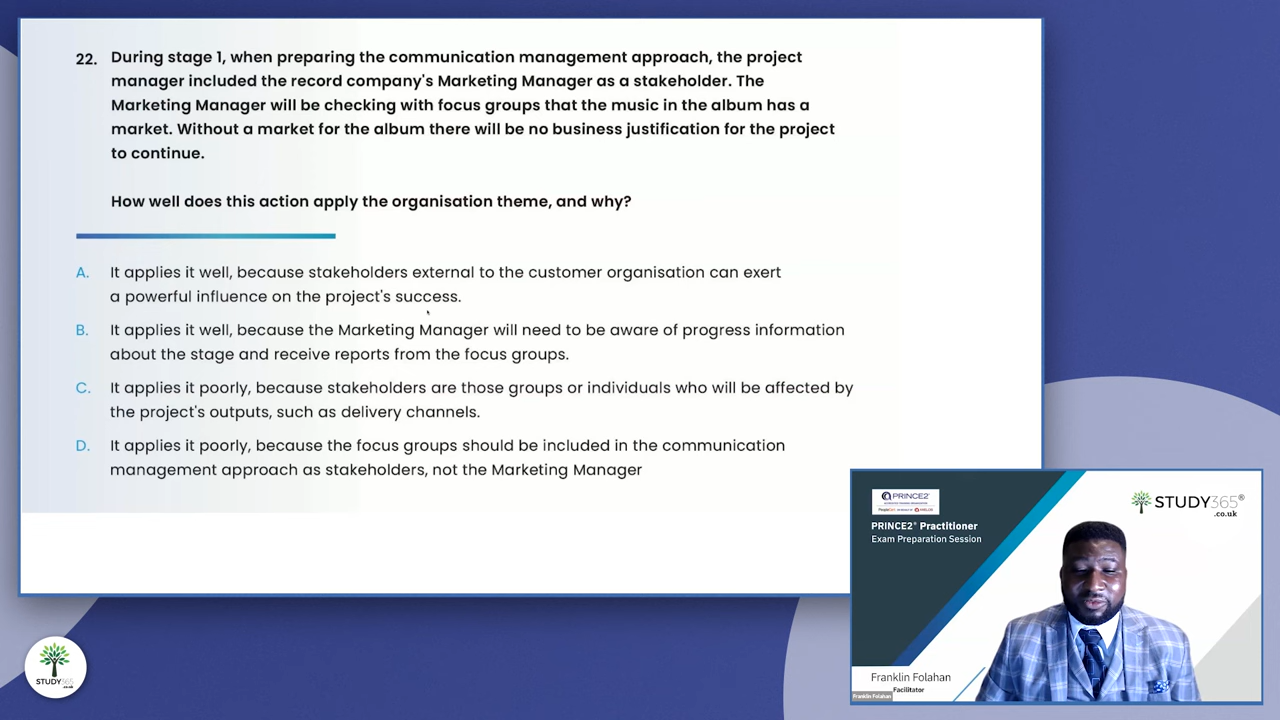 22. During stage 1, when preparing the communication management approach, the project
manager included the record company's Marketing Manager as a stakeholder. The
Marketing Manager will be checking with focus groups that the music in the album has a
market. Without a market for the album there will be no business justification for the project
to continue.
How well does this action apply the organisation theme, and why?
A. It applies it well, because stakeholders external to the customer organisation can exert
a powerful influence on the project's success.
B. It applies it well, because the Marketing Manager will need to be aware of progress information
about the stage and receive reports from the focus groups.
C. It applies it poorly, because stakeholders are those groups or individuals who will be affected by
the project's outputs, such as delivery channels.
D. It applies it poorly, because the focus groups should be included in the communication
management approach as stakeholders, not the Marketing Manager
PRINCE2
STUDY365®
.co.uk
PRINCE2® Practitioner
Exam Preparation Session
Franklin Folahan
Facilitator
Franklin Folahan
STUDY365
.co.uk